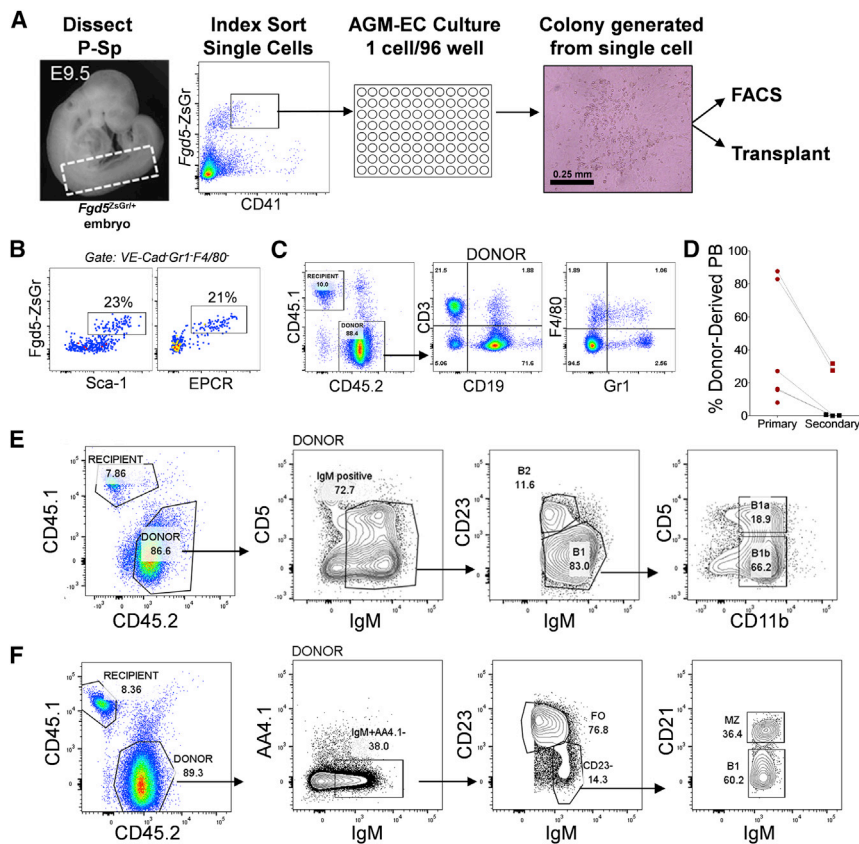 A
Dissect
P-Sp
Index Sort
Single Cells
AGM-EC Culture
1 cell/96 well
Colony generated
from single cell
E9.5
Fgd5-ZsGr
CD41
0.25 mm
FACS
Transplant
Fgd5ZsGr/+
embryo
B
Gate: VE-Cad-Gr1-F4/80-
Fgd5-ZsGr
23%
21%
Sca-1
EPCR
C
DONOR
CD45.1
RECIPIENT
10.0
DONOR
88.4
CD45.2
CD3
21.5
1.88
5.06
71.6
CD19
F4/80
1.89
1.06
94.5
2.56
Gr1
D
% Donor-Derived PB
100
80
60
40
20
0
Primary
Secondary
E
CD45.1
RECIPIENT
7.86
DONOR
86.6
CD45.2
DONOR
CD5
IgM positive
72.7
IgM
CD23
B2
11.6
B1
83.0
IgM
CD5
B1a
18.9
B1b
66.2
CD11b
F
CD45.1
RECIPIENT
8.36
DONOR
89.3
CD45.2
DONOR
AA4.1
IgM+AA4.1-
38.0
IgM
CD23
FO
76.8
CD23-
14.3
IgM
CD21
MZ
36.4
B1
60.2
IgM